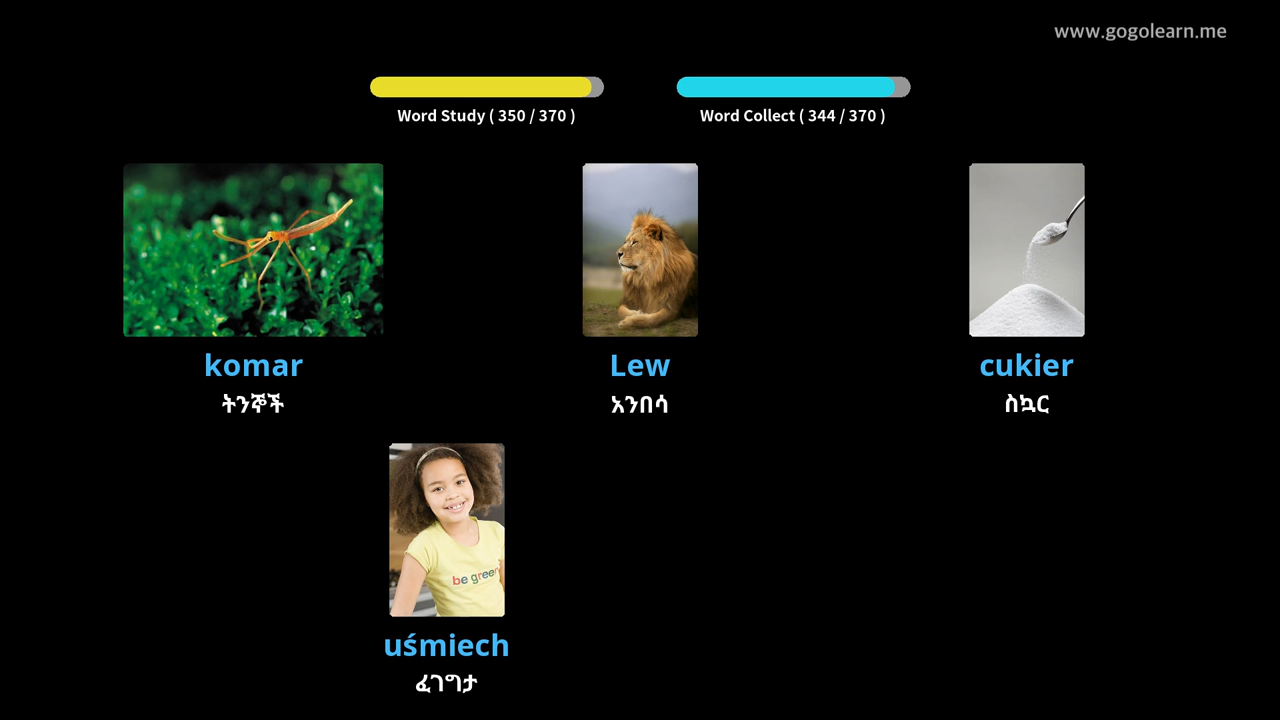 www.gogolearn.me
Word Study ( 350 / 370 )
Word Collect ( 344 / 370 )
komar
ትንኞች
Lew
አንበሳ
cukier
ስኳር
be green
uśmiech
ፈገግታ